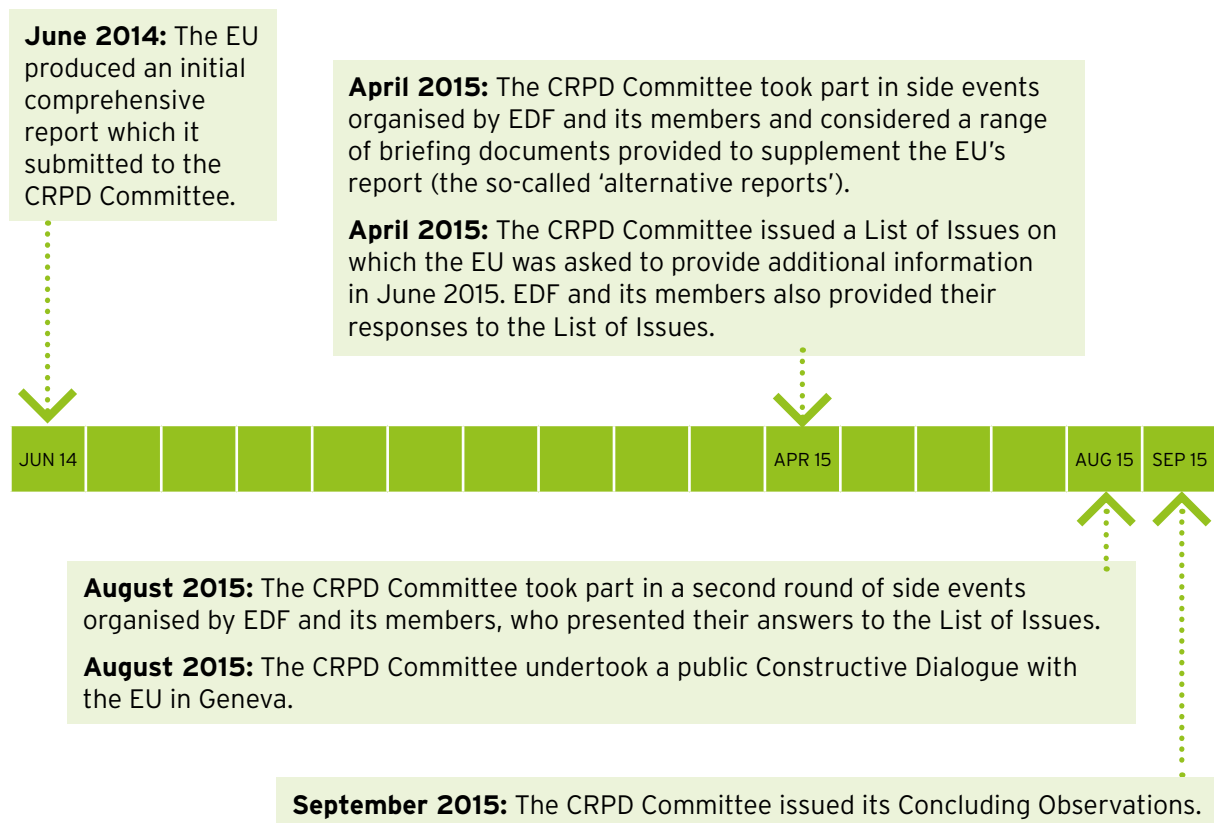 June 2014: The EU
produced an initial
comprehensive
report which it
submitted to the
CRPD Committee.
April 2015: The CRPD Committee took part in side events
organised by EDF and its members and considered a range
of briefing documents provided to supplement the EU's
report (the so-called ‘alternative reports’).
April 2015: The CRPD Committee issued a List of Issues on
which the EU was asked to provide additional information
in June 2015. EDF and its members also provided their
responses to the List of Issues.
JUN 14
APR 15
AUG 15
SEP 15
August 2015: The CRPD Committee took part in a second round of side events
organised by EDF and its members, who presented their answers to the List of Issues.
August 2015: The CRPD Committee undertook a public Constructive Dialogue with
the EU in Geneva.
September 2015: The CRPD Committee issued its Concluding Observations.